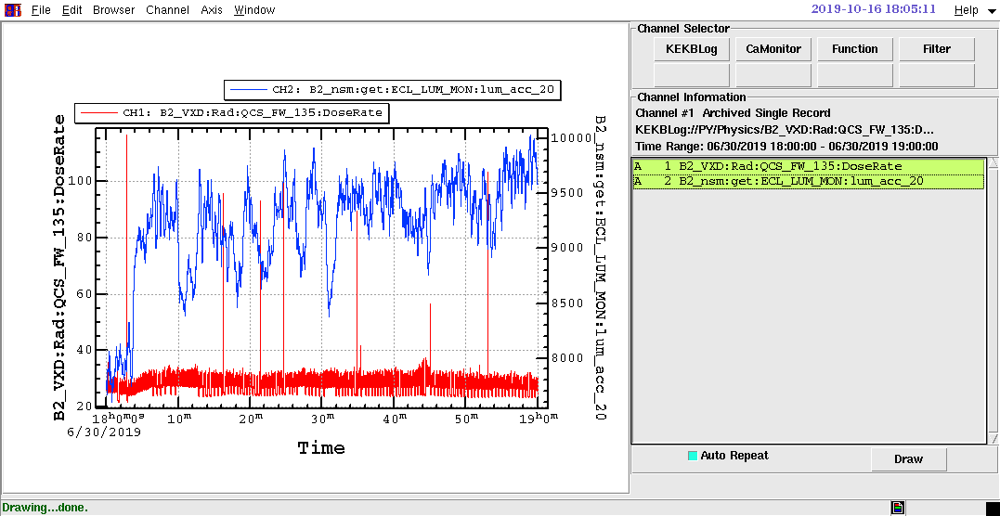 File Edit Browser Channel Axis Window 2019-10-16 18:05:11 Help
CH2: B2_nsm:get:ECL_LUM_MON:lum_acc_20
CH1: B2_VXD:Rad:QCS_FW_135:DoseRate
B2_VXD:Rad:QCS_FW_135:DoseRate
100
80
60
40
20
10000
9500
9000
8500
8000
B2_nsm:get:ECL_LUM_MON:lum_acc_20
18h0m0s 10m 20m 30m 40m 50m 19h0m
6/30/2019
Time
Channel Selector
KEKBLog CaMonitor Function Filter
Channel Information
Channel #1 Archived Single Record
KEKBLog://PY/Physics/B2_VXD:Rad:QCS_FW_135:D...
Time Range: 06/30/2019 18:00:00 - 06/30/2019 19:00:00
A 1 B2_VXD:Rad:QCS_FW_135:DoseRate
A 2 B2_nsm:get:ECL_LUM_MON:lum_acc_20
Auto Repeat Draw
Drawing...done.